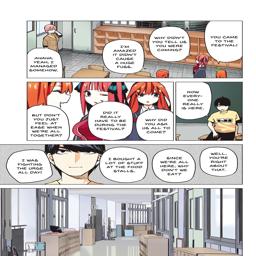 YOU CAME
TO THE
FESTIVAL!
WHY DIDN'T
YOU TELL US
YOU WERE
COMING?
I'M
AMAZED
IT DIDN'T
CAUSE
A HUGE
FUSS.
AHAHA,
YEAH, I
MANAGED
SOMEHOW.
WOW,
EVERY-
ONE
REALLY
IS HERE.
WHY DID
YOU ASK
US ALL TO
COME?
DID IT
REALLY
HAVE TO BE
DURING THE
FESTIVAL?
BUT DON'T
YOU JUST
FEEL AT
EASE WHEN
WE'RE ALL
TOGETHER?
WELL,
YOU'RE
RIGHT
ABOUT
THAT.
SINCE
WE'RE ALL
HERE, WHY
DON'T WE
EAT?
I BOUGHT A
LOT OF STUFF
AT THE FOOD
STALLS.
I WAS
FIGHTING
THE URGE
ALL DAY!